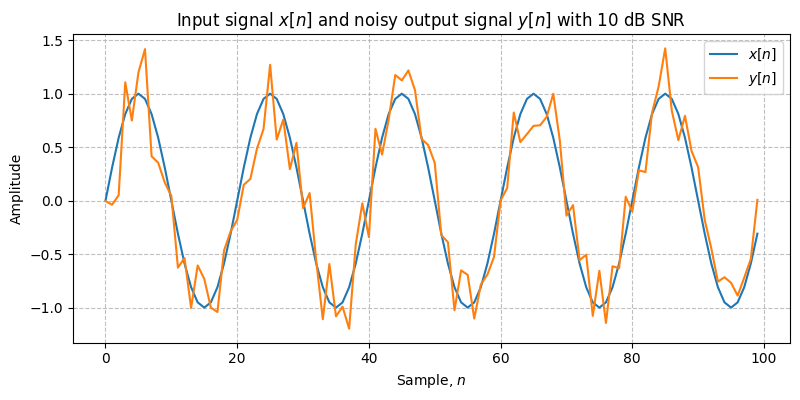 Input signal x[n] and noisy output signal y[n] with 10 dB SNR
1.5
1.0
0.5
0.0
−0.5
−1.0
Amplitude
x[n]
y[n]
0 20 40 60 80 100
Sample, n